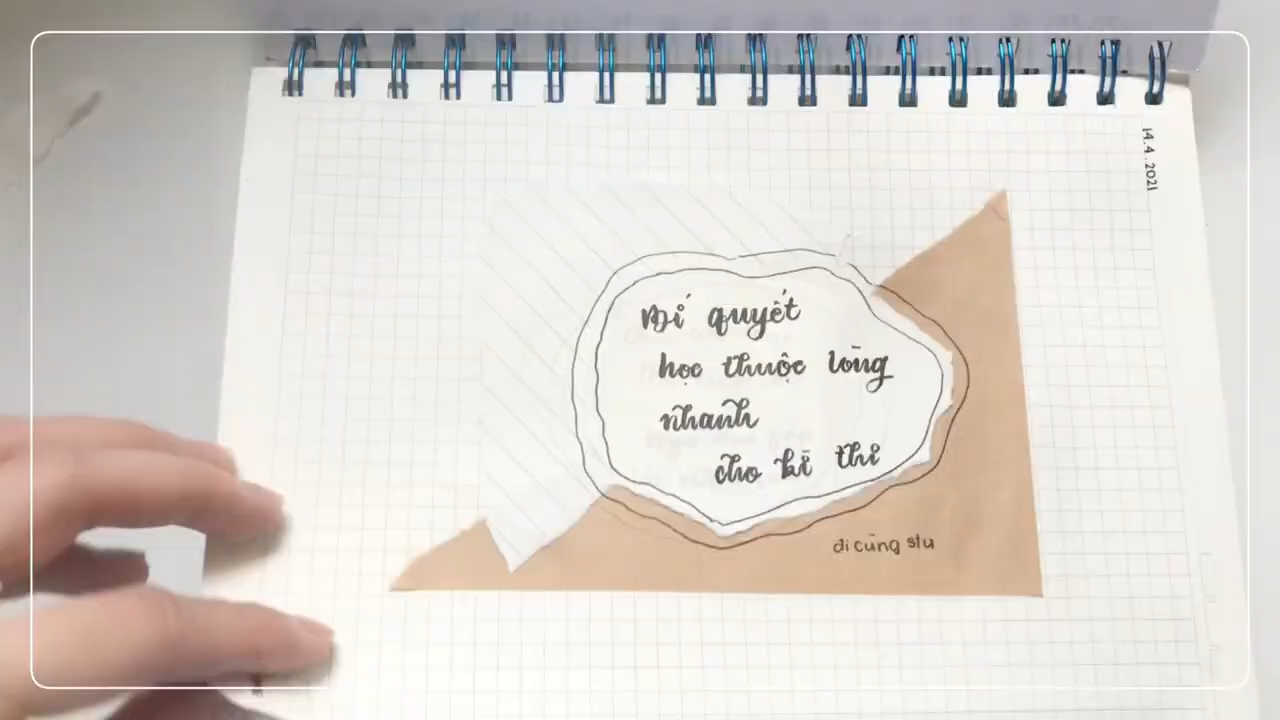 14.4.2021
Bí quyết
học thuộc lòng
nhanh
cho kì thi
đi cùng stu